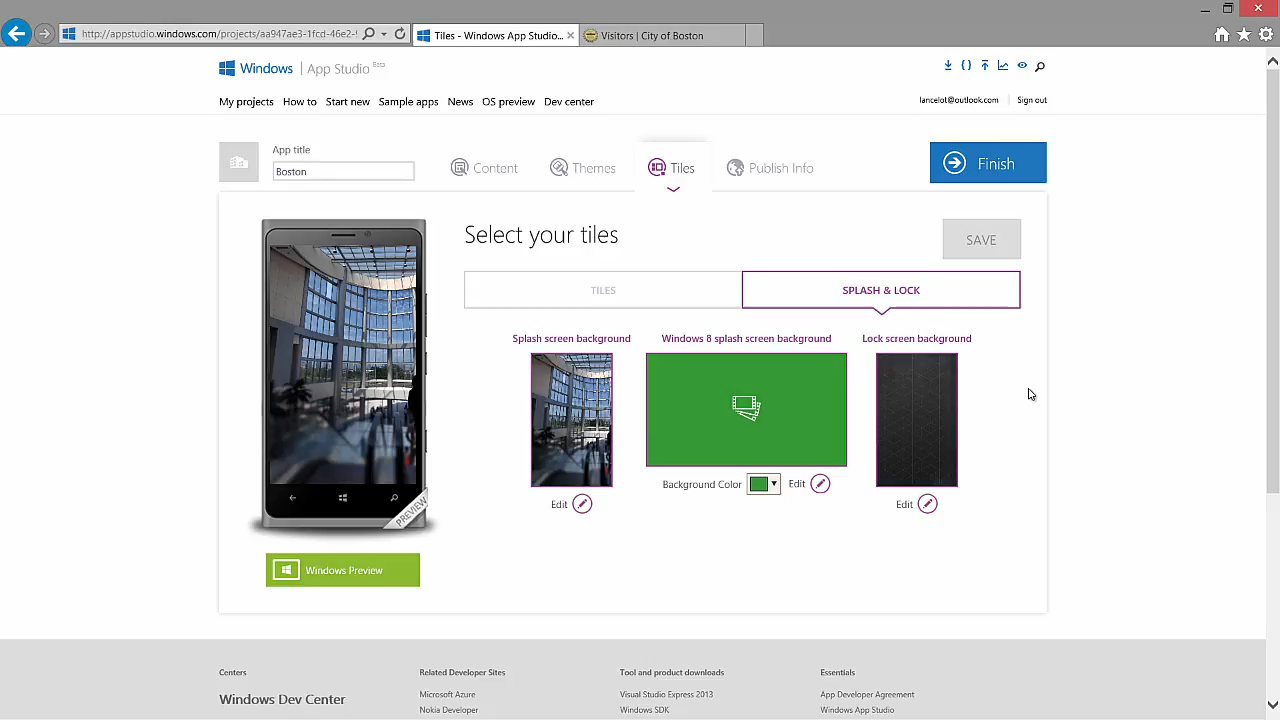 http://appstudio.windows.com/projects/aa947ae3-1fcd-46e2-
Tiles - Windows App Studio...
Visitors | City of Boston
Windows | App Studio Beta
My projects How to Start new Sample apps News OS preview Dev center
lancelot@outlook.com Sign out
App title
Boston
Content
Themes
Tiles
Publish Info
Finish
Select your tiles
SAVE
TILES
SPLASH & LOCK
Splash screen background
Windows 8 splash screen background
Lock screen background
Background Color
Edit
Edit
Edit
PREVIEW
Windows Preview
Centers
Related Developer Sites
Tool and product downloads
Essentials
Windows Dev Center
Microsoft Azure
Visual Studio Express 2013
App Developer Agreement
Nokia Developer
Windows SDK
Windows App Studio